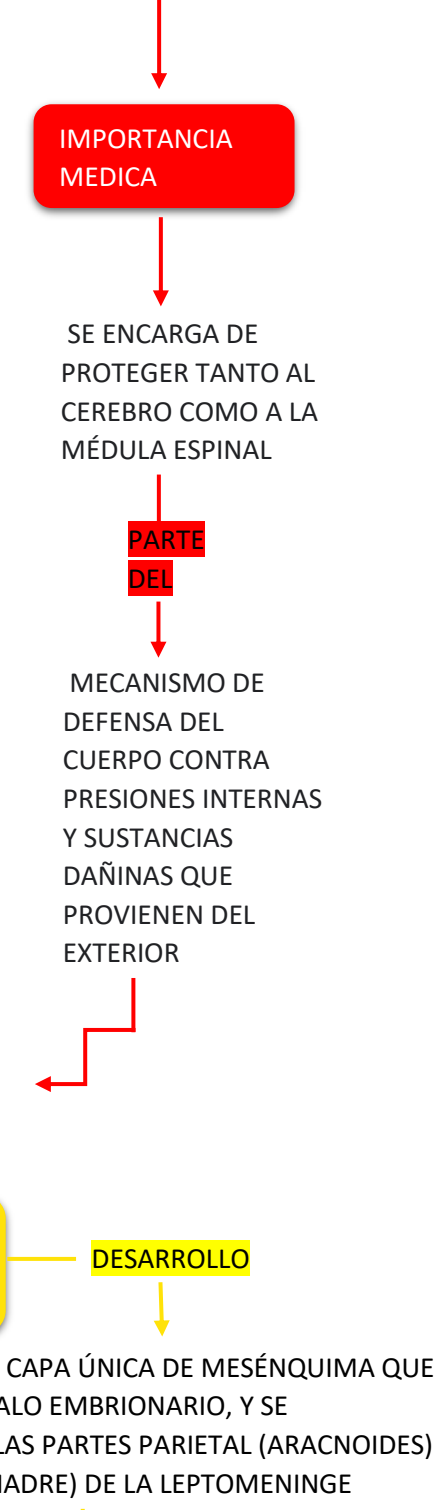 IMPORTANCIA
MEDICA
SE ENCARGA DE
PROTEGER TANTO AL
CEREBRO COMO A LA
MÉDULA ESPINAL
PARTE
DEL
MECANISMO DE
DEFENSA DEL
CUERPO CONTRA
PRESIONES INTERNAS
Y SUSTANCIAS
DAÑINAS QUE
PROVIENEN DEL
EXTERIOR
DESARROLLO
CAPA ÚNICA DE MESÉNQUIMA QUE
ALO EMBRIONARIO, Y SE
LAS PARTES PARIETAL (ARACNOIDES)
MADRE) DE LA LEPTOMENINGE